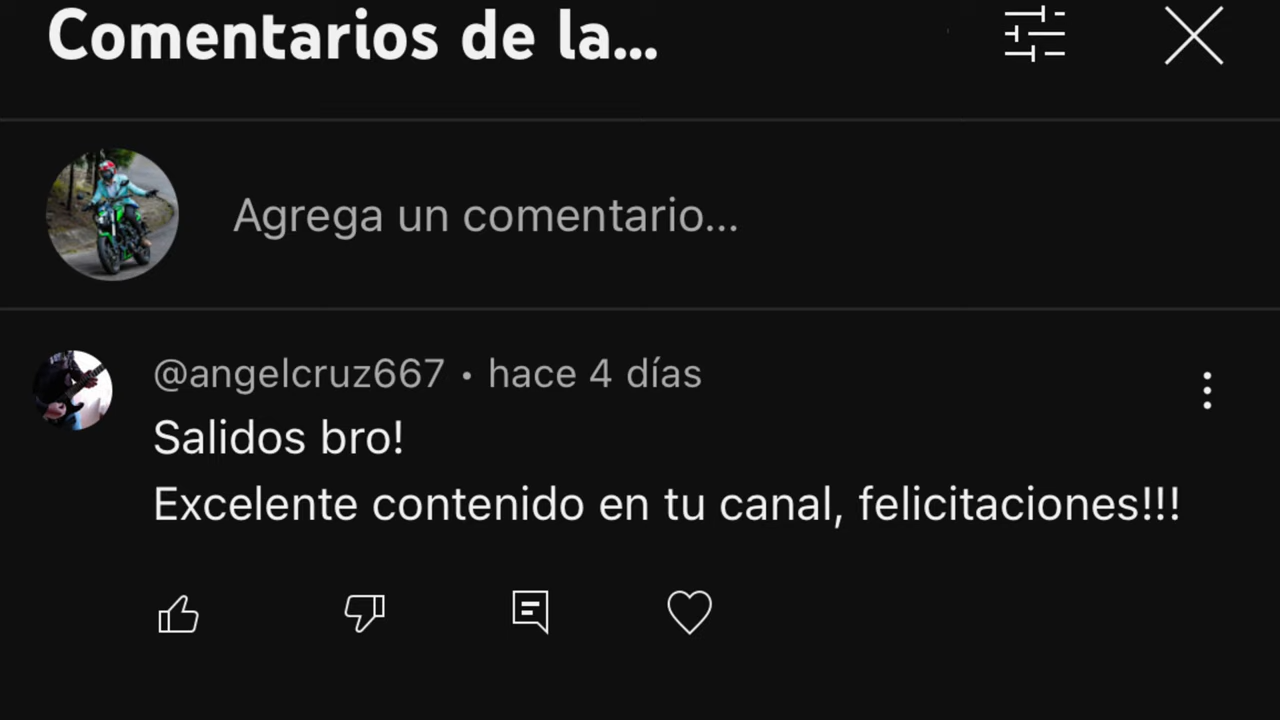 Comentarios de la...
Agrega un comentario...
@angelcruz667 • hace 4 días
Salidos bro!
Excelente contenido en tu canal, felicitaciones!!!